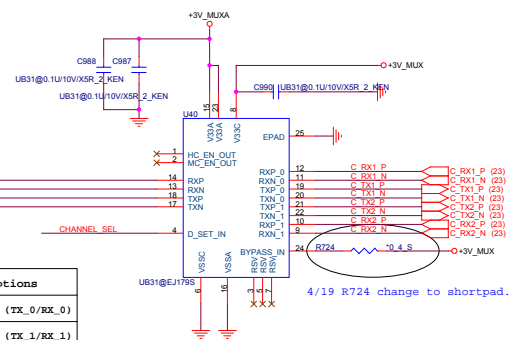 +3V_MUXA
C988
C987
UB31@0.1U/10V/X5R_2_KEN
UB31@0.1U/10V/X5R_2_KEN
+3V_MUX
C990
UB31@0.1U/10V/X5R_2_KEN
U40
15
23
8
V33A
V33A
V33C
EPAD
25
1
HC_EN_OUT
2
MC_EN_OUT
14
RXP
13
RXN
18
TXP
17
TXN
RXP_0
12
C_RX1_P
C_RX1_P (23)
RXN_0
11
C_RX1_N
C_RX1_N (23)
TXP_0
19
C_TX1_P
C_TX1_P (23)
TXN_0
20
C_TX1_N
C_TX1_N (23)
TXP_1
21
C_TX2_P
C_TX2_P (23)
TXN_1
22
C_TX2_N
C_TX2_N (23)
RXP_1
10
C_RX2_P
C_RX2_P (23)
RXN_1
9
C_RX2_N
C_RX2_N (23)
CHANNEL_SEL
4
D_SET_IN
BYPASS_IN
24
R724
*0_4_S
+3V_MUX
VSSC
VSSA
RSV
RSV
RSV
UB31@EJ179S
6
16
3
5
7
4/19 R724 change to shortpad.
ptions
(TX_0/RX_0)
(TX_1/RX_1)